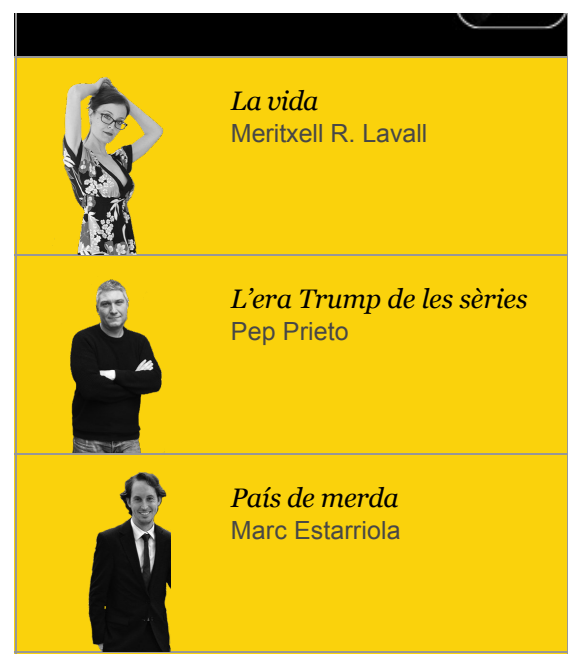 La vida
Meritxell R. Lavall
L’era Trump de les sèries
Pep Prieto
País de merda
Marc Estarriola